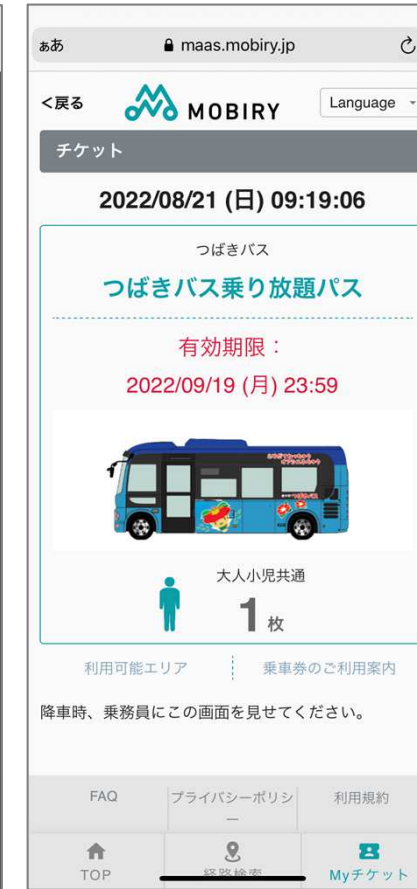 ぁあ maas.mobiry.jp
<戻る MOBIRY Language
チケット
2022/08/21 (日) 09:19:06
つばきバス
つばきバス乗り放題パス
有効期限：
2022/09/19 (月) 23:59
大人小児共通
1 枚
利用可能エリア 乗車券のご利用案内
降車時、乗務員にこの画面を見せてください。
FAQ プライバシーポリシ
ー 利用規約
TOP 経路検索 Myチケット